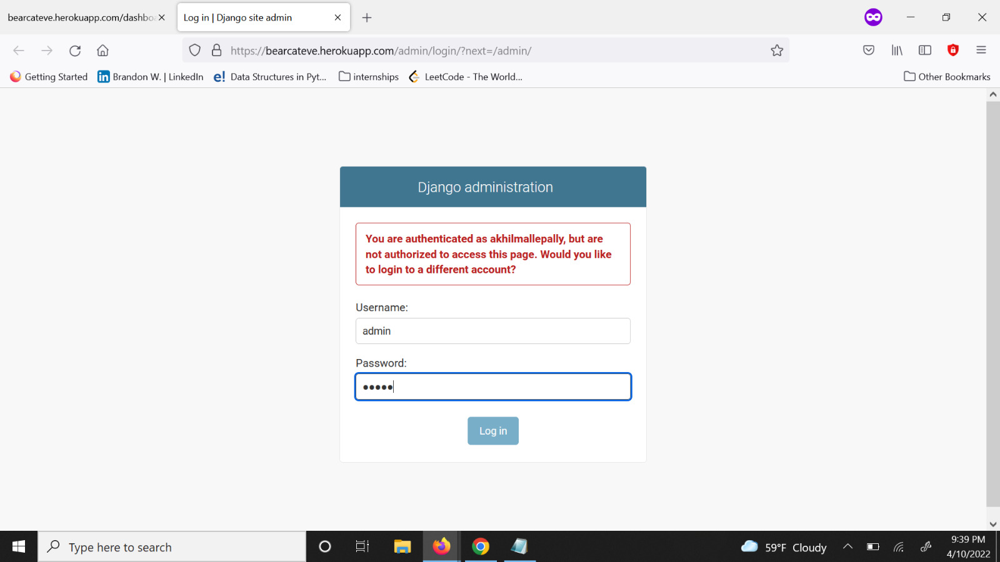 bearcateve.herokuapp.com/dashbo
Log in | Django site admin
https://bearcateve.herokuapp.com/admin/login/?next=/admin/
Getting Started
in Brandon W. | LinkedIn
e! Data Structures in Pyt...
internships
LeetCode - The World...
Other Bookmarks
Django administration
You are authenticated as akhilmallepally, but are
not authorized to access this page. Would you like
to login to a different account?
Username:
admin
Password:
Log in
Type here to search
59°F Cloudy
9:39 PM
4/10/2022